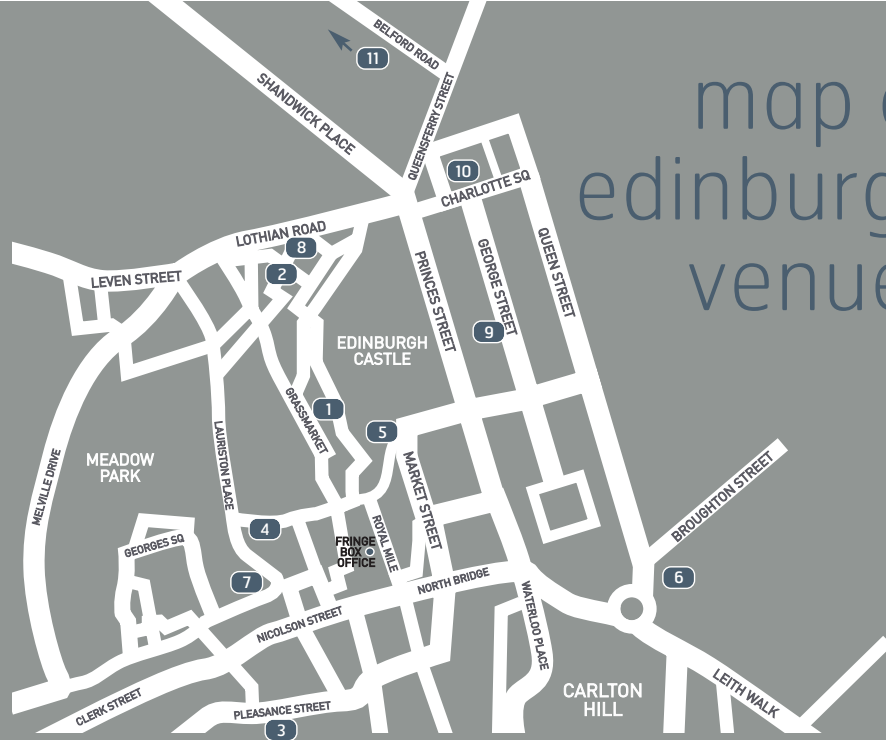 map
edinburg
venue
BELFORD ROAD
11
SHANDWICK PLACE
QUEENSFERRY STREET
10
CHARLOTTE SQ
LOTHIAN ROAD
8
2
LEVEN STREET
PRINCES STREET
GEORGE STREET
QUEEN STREET
9
EDINBURGH
CASTLE
GRASSMARKET
1
5
LAURISTON PLACE
MEADOW
PARK
MELVILLE DRIVE
MARKET STREET
BROUGHTON STREET
4
ROYAL MILE
FRINGE
BOX
OFFICE
GEORGES SQ
7
6
NORTH BRIDGE
NICOLSON STREET
WATERLOO PLACE
CARLTON
HILL
LEITH WALK
CLERK STREET
PLEASANCE STREET
3